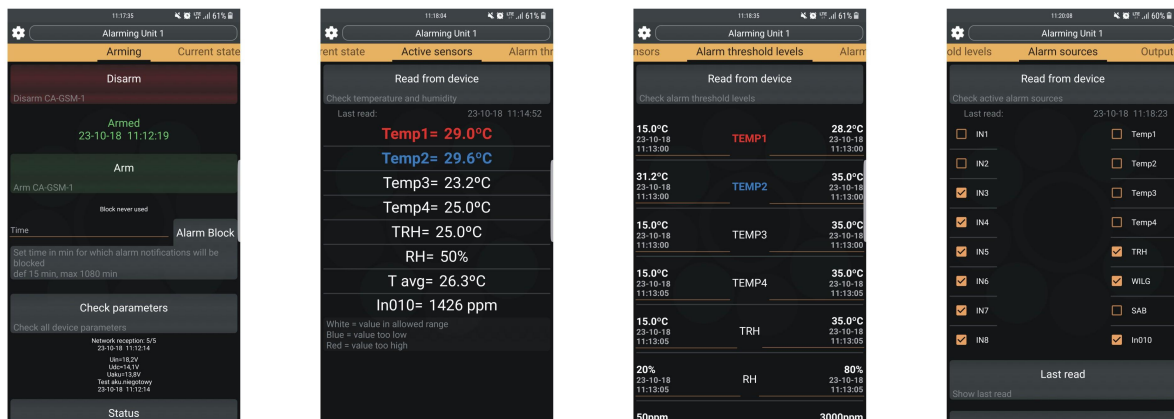 11:17:35
LTE 61%
Alarming Unit 1
Arming
Current state
Disarm
Disarm CA-GSM-1
Armed
23-10-18 11:12:19
Arm
Arm CA-GSM-1
Block never used
Time
Alarm Block
Set time in min for which alarm notifications will be
blocked
def 15 min, max 1080 min
Check parameters
Check all device parameters
Network reception: 5/5
23-10-18 11:12:14
Uin=18,2V
Udc=14,1V
Uaku=13,8V
Test aku.niegotowy
23-10-18 11:12:14
Status
11:18:04
LTE 61%
Alarming Unit 1
rent state
Active sensors
Alarm thr
Read from device
Check temperature and humidity
Last read:
23-10-18 11:14:52
Temp1= 29.0ºC
Temp2= 29.6ºC
Temp3= 23.2ºC
Temp4= 25.0ºC
TRH= 25.0ºC
RH= 50%
T avg= 26.3ºC
In010= 1426 ppm
White = value in allowed range
Blue = value too low
Red = value too high
11:18:35
LTE 61%
Alarming Unit 1
nsors
Alarm threshold levels
Alarm
Read from device
Check alarm threshold levels
15.0ºC
23-10-18
11:13:00
TEMP1
28.2ºC
23-10-18
11:13:00
31.2ºC
23-10-18
11:13:00
TEMP2
35.0ºC
23-10-18
11:13:00
15.0ºC
23-10-18
11:13:00
TEMP3
35.0ºC
23-10-18
11:13:00
15.0ºC
23-10-18
11:13:05
TEMP4
35.0ºC
23-10-18
11:13:05
15.0ºC
23-10-18
11:13:05
TRH
35.0ºC
23-10-18
11:13:05
20%
23-10-18
11:13:05
RH
80%
23-10-18
11:13:05
50ppm
3000ppm
11:20:08
LTE 60%
Alarming Unit 1
old levels
Alarm sources
Output
Read from device
Check active alarm sources
Last read:
23-10-18 11:18:23
IN1
Temp1
IN2
Temp2
IN3
Temp3
IN4
Temp4
IN5
TRH
IN6
WILG
IN7
SAB
IN8
In010
Last read
Show last read